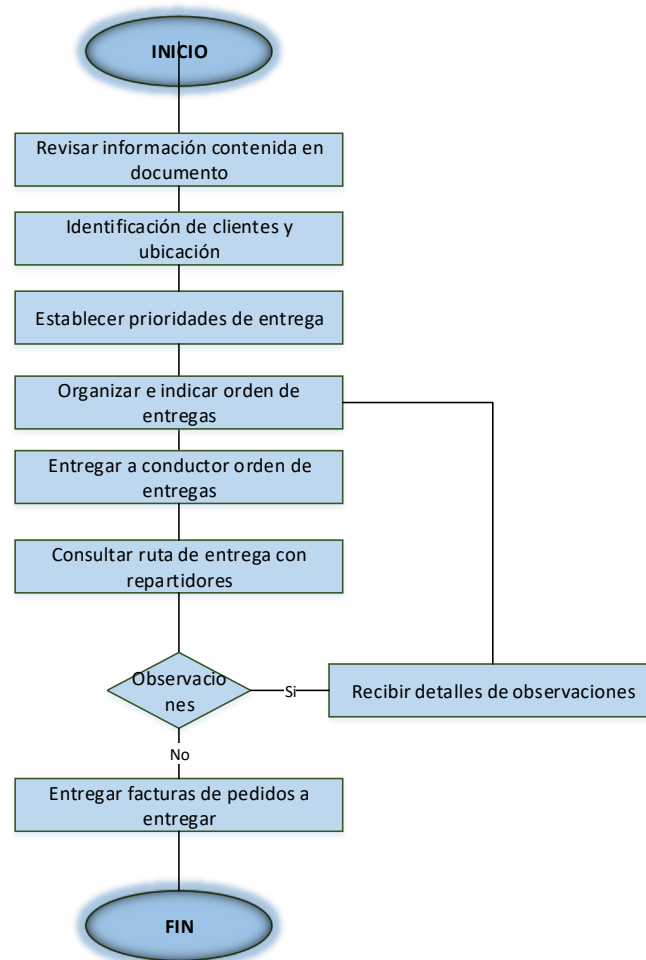 INICIO
Revisar información contenida en
documento
Identificación de clientes y
ubicación
Establecer prioridades de entrega
Organizar e indicar orden de
entregas
Entregar a conductor orden de
entregas
Consultar ruta de entrega con
repartidores
Observacio
nes
Si
Recibir detalles de observaciones
No
Entregar facturas de pedidos a
entregar
FIN